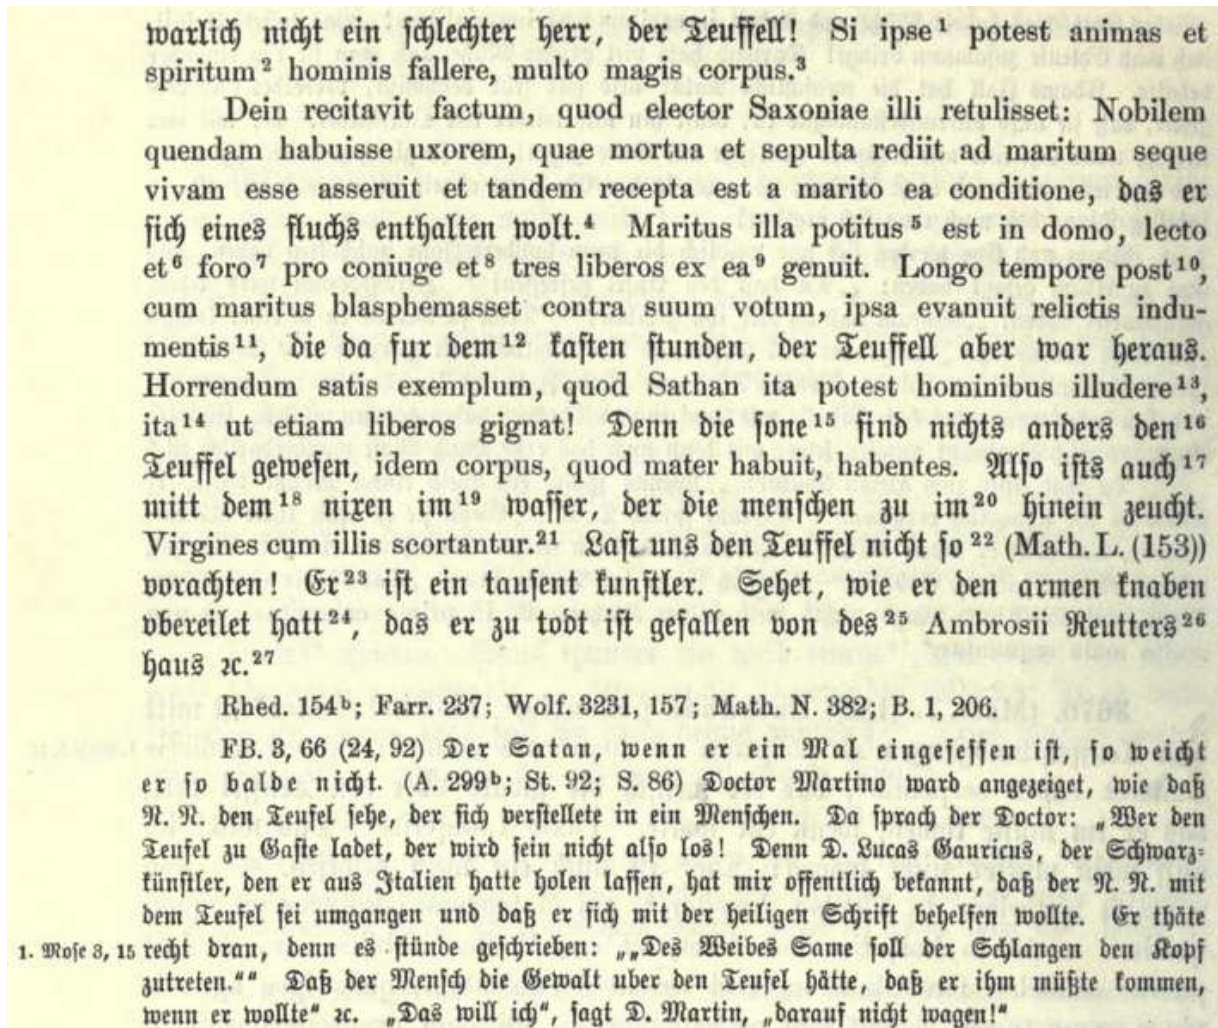 warlich nicht ein schlechter herr, der Teuffell! Si ipse¹ potest animas et
spiritum² hominis fallere, multo magis corpus.³
Dein recitavit factum, quod elector Saxoniae illi retulisset: Nobilem
quendam habuisse uxorem, quae mortua et sepulta rediit ad maritum seque
vivam esse asseruit et tandem recepta est a marito ea conditione, das er
sich eines fluchs enthalten wolt.⁴ Maritus illa potitus⁵ est in domo, lecto
et⁶ foro⁷ pro coniuge et⁸ tres liberos ex ea⁹ genuit. Longo tempore post¹⁰,
cum maritus blasphemasset contra suum votum, ipsa evanuit relictis indu-
mentis¹¹, die da fur dem¹² kasten stunden, der Teuffell aber war heraus.
Horrendum satis exemplum, quod Sathan ita potest hominibus illudere¹³,
ita¹⁴ ut etiam liberos gignat! Denn die sone¹⁵ sind nichts anders den¹⁶
Teuffel gewesen, idem corpus, quod mater habuit, habentes. Also ists auch¹⁷
mitt dem¹⁸ nixen im¹⁹ wasser, der die menschen zu im²⁰ hinein zeucht.
Virgines cum illis scortantur.²¹ Last uns den Teuffel nicht so²² (Math. L. (153))
vorachten! Er²³ ist ein tausent kunstler. Sehet, wie er den armen knaben
vbereilet hatt²⁴, das er zu todt ist gefallen von des²⁵ Ambrosii Reutters²⁶
haus ꝛc.²⁷
Rhed. 154ᵇ; Farr. 237; Wolf. 3231, 157; Math. N. 382; B. 1, 206.
FB. 3, 66 (24, 92) Der Satan, wenn er ein Mal eingesessen ist, so weicht
er so balde nicht. (A. 299ᵇ; St. 92; S. 86) Doctor Martino ward angezeiget, wie daß
N. N. den Teufel sehe, der sich verstellete in ein Menschen. Da sprach der Doctor: „Wer den
Teufel zu Gaste ladet, der wird sein nicht also los! Denn D. Lucas Gauricus, der Schwarz-
künstler, den er aus Italien hatte holen lassen, hat mir offentlich bekannt, daß der N. N. mit
dem Teufel sei umgangen und daß er sich mit der heiligen Schrift behelfen wollte. Er thäte
1. Mose 3, 15 recht dran, denn es stünde geschrieben: „„Des Weibes Same soll der Schlangen den Kopf
zutreten.““ Daß der Mensch die Gewalt uber den Teufel hätte, daß er ihm müßte kommen,
wenn er wollte“ ꝛc. „Das will ich“, sagt D. Martin, „darauf nicht wagen!“